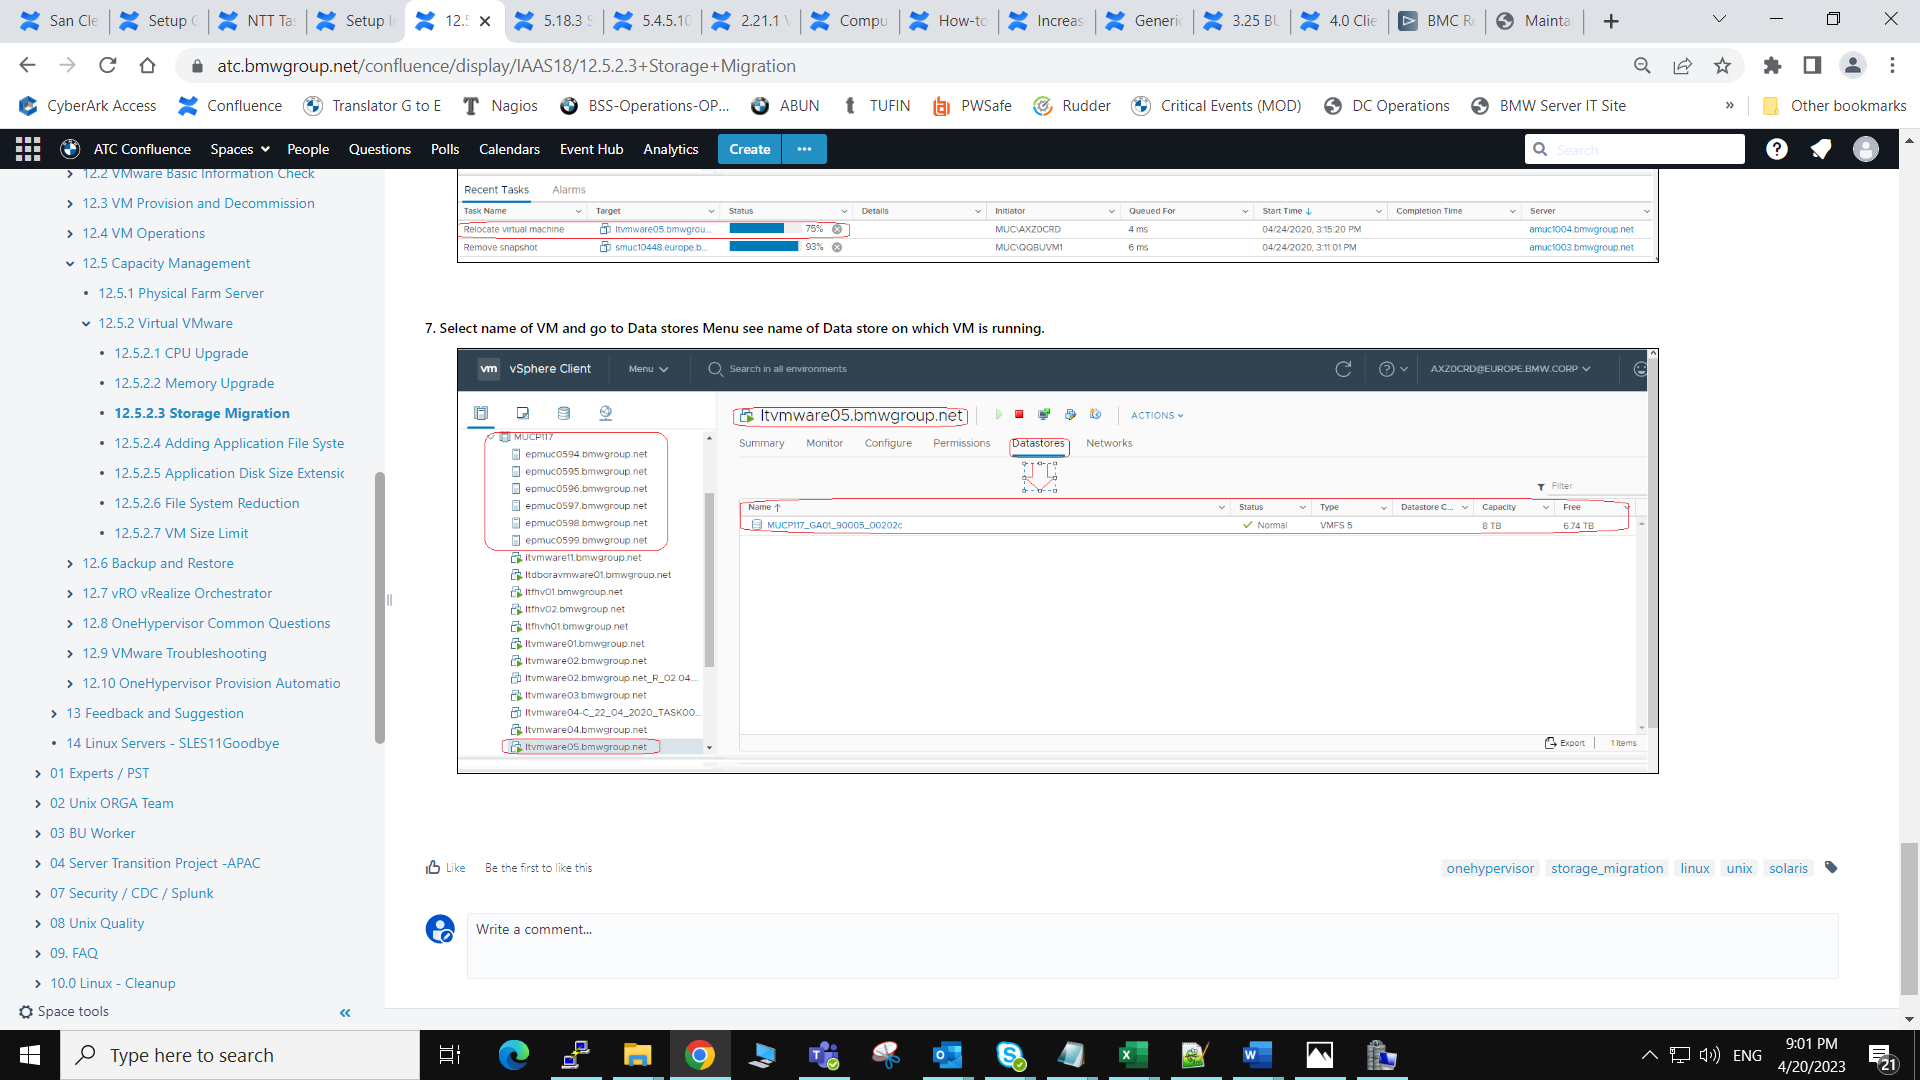 San Cle
Setup C
NTT Tas
Setup In
12.5
5.18.3 S
5.4.5.10
2.21.1 V
Compu
How-to
Increas
Generic
3.25 BU
4.0 Clie
BMC Re
Mainta
atc.bmwgroup.net/confluence/display/IAAS18/12.5.2.3+Storage+Migration
CyberArk Access
Confluence
Translator G to E
Nagios
BSS-Operations-OP...
ABUN
TUFIN
PWSafe
Rudder
Critical Events (MOD)
DC Operations
BMW Server IT Site
»
Other bookmarks
ATC Confluence
Spaces
People
Questions
Polls
Calendars
Event Hub
Analytics
Create
Search
12.2 VMware Basic Information Check
12.3 VM Provision and Decommission
12.4 VM Operations
12.5 Capacity Management
12.5.1 Physical Farm Server
12.5.2 Virtual VMware
12.5.2.1 CPU Upgrade
12.5.2.2 Memory Upgrade
12.5.2.3 Storage Migration
12.5.2.4 Adding Application File Syste
12.5.2.5 Application Disk Size Extensic
12.5.2.6 File System Reduction
12.5.2.7 VM Size Limit
12.6 Backup and Restore
12.7 vRO vRealize Orchestrator
12.8 OneHypervisor Common Questions
12.9 VMware Troubleshooting
12.10 OneHypervisor Provision Automatio
13 Feedback and Suggestion
14 Linux Servers - SLES11Goodbye
01 Experts / PST
02 Unix ORGA Team
03 BU Worker
04 Server Transition Project -APAC
07 Security / CDC / Splunk
08 Unix Quality
09. FAQ
10.0 Linux - Cleanup
Space tools
«
Recent Tasks
Alarms
Task Name
Target
Status
Details
Initiator
Queued For
Start Time
Completion Time
Server
Relocate virtual machine
ltvmware05.bmwgrou...
75%
MUC\AXZ0CRD
4 ms
04/24/2020, 3:15:20 PM
amuc1004.bmwgroup.net
Remove snapshot
smuc10448.europe.b...
93%
MUC\QQBUVM1
6 ms
04/24/2020, 3:11:01 PM
amuc1003.bmwgroup.net
7. Select name of VM and go to Data stores Menu see name of Data store on which VM is running.
vm
vSphere Client
Menu
Search in all environments
AXZ0CRD@EUROPE.BMW.CORP
MUCP117
epmuc0594.bmwgroup.net
epmuc0595.bmwgroup.net
epmuc0596.bmwgroup.net
epmuc0597.bmwgroup.net
epmuc0598.bmwgroup.net
epmuc0599.bmwgroup.net
itvmware11.bmwgroup.net
ltdboravmware01.bmwgroup.net
ltfhv01.bmwgroup.net
ltfhv02.bmwgroup.net
ltfhvh01.bmwgroup.net
ltvmware01.bmwgroup.net
ltvmware02.bmwgroup.net
ltvmware02.bmwgroup.net_R_02.04...
ltvmware03.bmwgroup.net
ltvmware04-C_22_04_2020_TASK00...
ltvmware04.bmwgroup.net
ltvmware05.bmwgroup.net
ltvmware05.bmwgroup.net
ACTIONS
Summary
Monitor
Configure
Permissions
Datastores
Networks
Filter
Name
Status
Type
Datastore C...
Capacity
Free
MUCP117_GA01_90005_00202c
Normal
VMFS 5
8 TB
6.74 TB
Export
1 items
Like
Be the first to like this
onehypervisor
storage_migration
linux
unix
solaris
Write a comment...
Type here to search
ENG
9:01 PM
4/20/2023
21